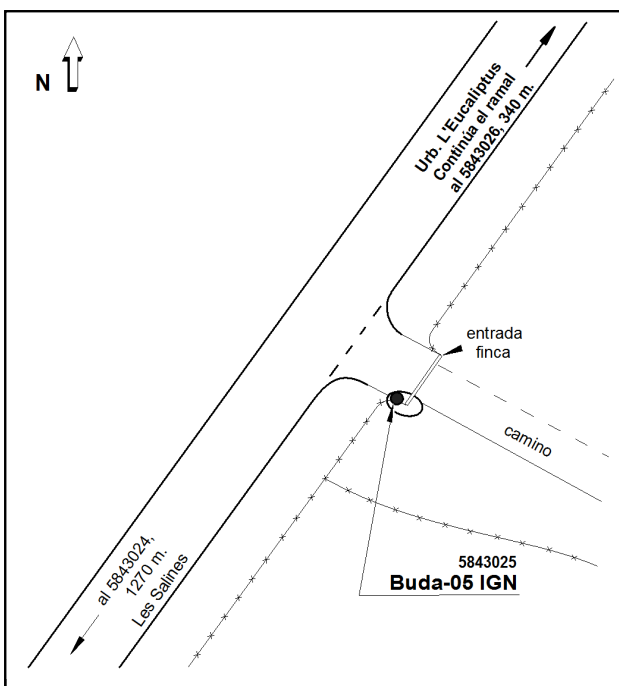 N
Urb. L'Eucaliptus
Continúa el ramal
al 5843026, 340 m.
entrada
finca
camino
al 5843024,
1270 m.
Les Salines
5843025
Buda-05 IGN